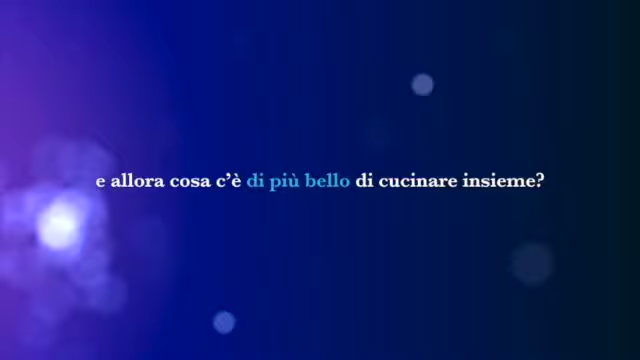 e allora cosa c’è di più bello di cucinare insieme?